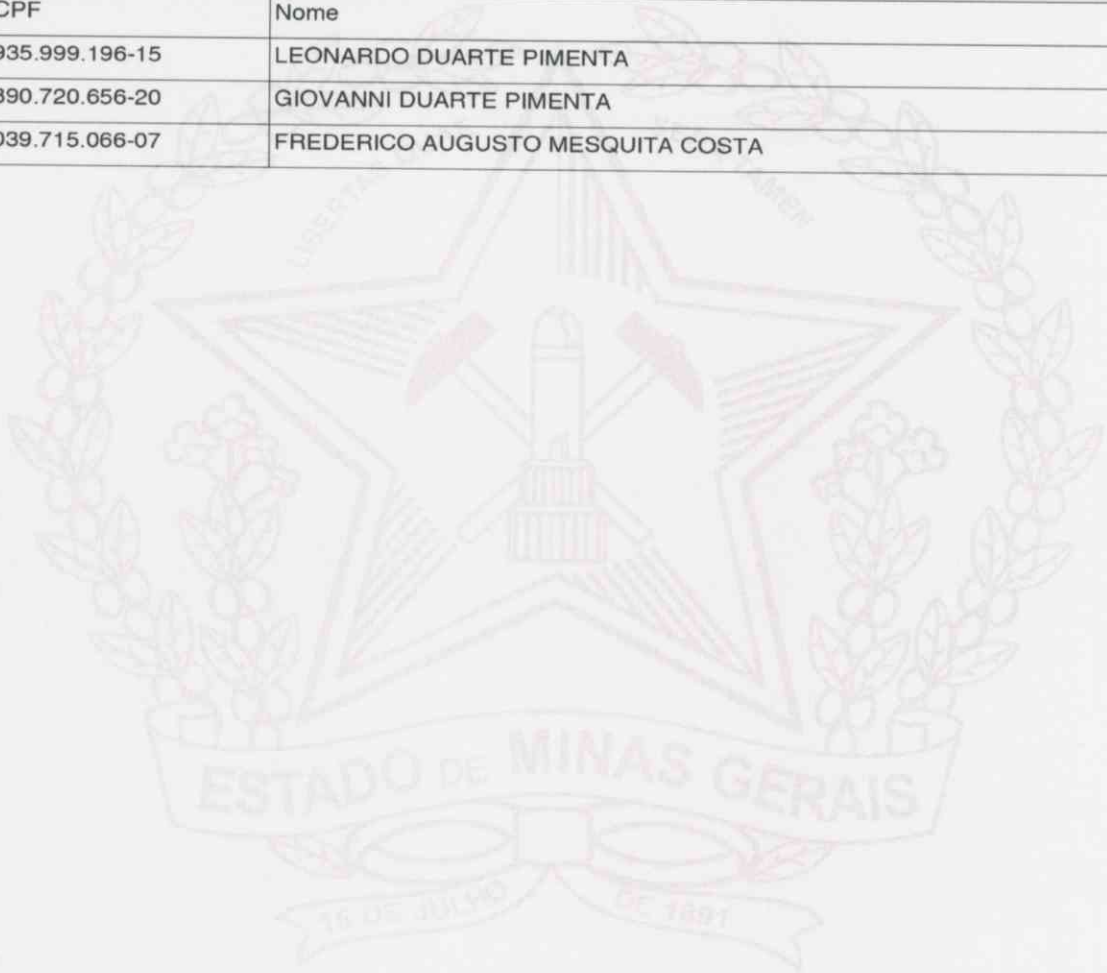 CPF Nome
935.999.196-15 LEONARDO DUARTE PIMENTA
390.720.656-20 GIOVANNI DUARTE PIMENTA
039.715.066-07 FREDERICO AUGUSTO MESQUITA COSTA
LIBERTAS TAMEN
ESTADO DE MINAS GERAIS
16 DE JULHO DE 1891